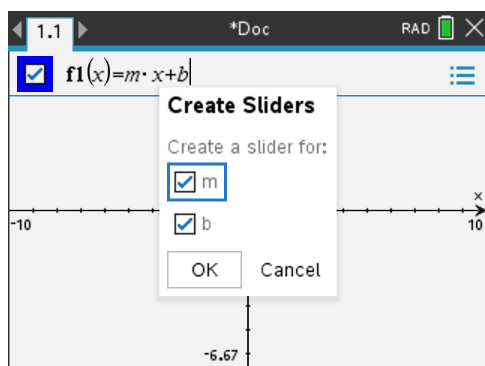 1.1 *Doc RAD
f1(x)=m· x+b
Create Sliders
Create a slider for:
m
b
OK Cancel
x
-10 10
-6.67